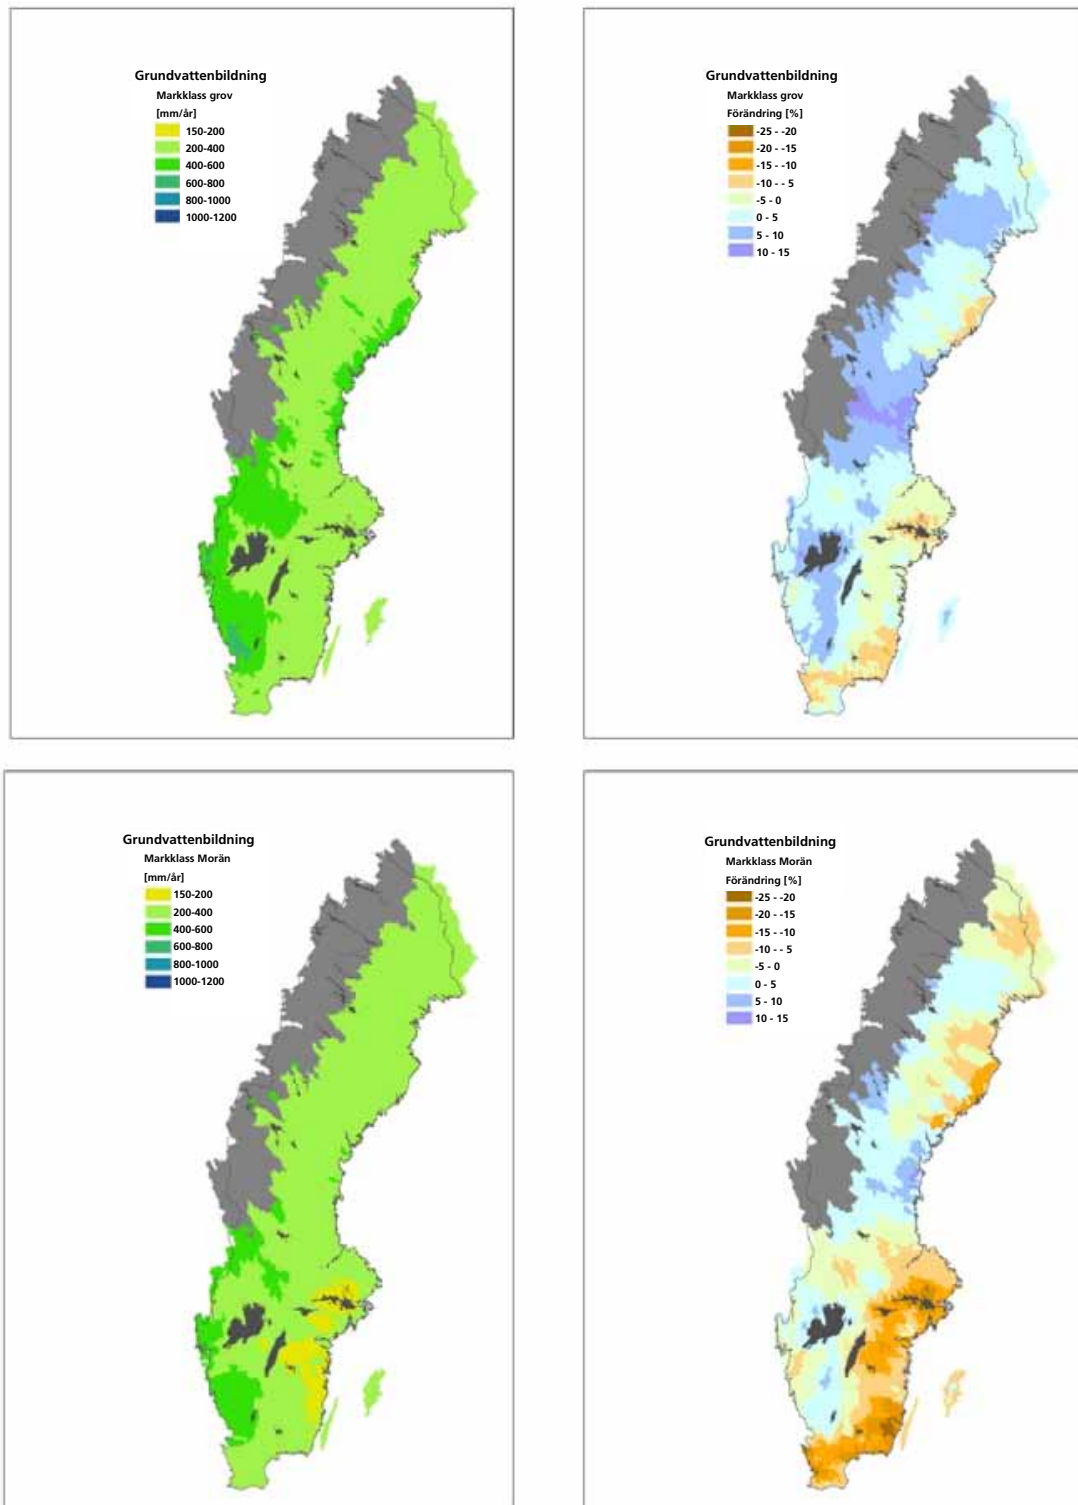 Grundvattenbildning
Markklass grov
[mm/år]
150-200
200-400
400-600
600-800
800-1000
1000-1200
Grundvattenbildning
Markklass grov
Förändring [%]
-25 - -20
-20 - -15
-15 - -10
-10 - - 5
-5 - 0
0 - 5
5 - 10
10 - 15
Grundvattenbildning
Markklass Morän
[mm/år]
150-200
200-400
400-600
600-800
800-1000
1000-1200
Grundvattenbildning
Markklass Morän
Förändring [%]
-25 - -20
-20 - -15
-15 - -10
-10 - - 5
-5 - 0
0 - 5
5 - 10
10 - 15